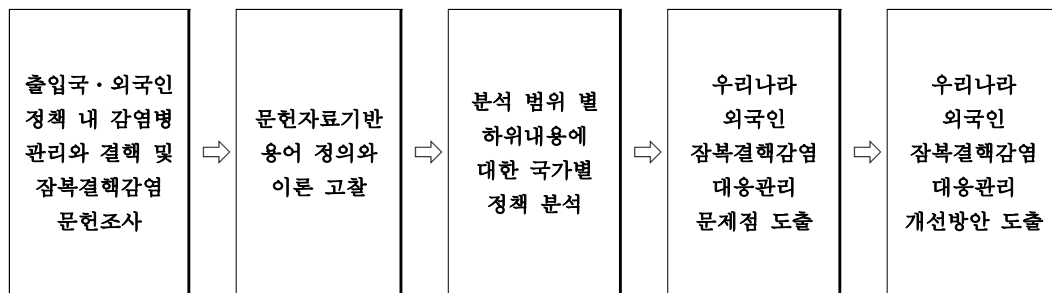 출입국·외국인
정책 내 감염병
관리와 결핵 및
잠복결핵감염
문헌조사
문헌자료기반
용어 정의와
이론 고찰
분석 범위 별
하위내용에
대한 국가별
정책 분석
우리나라
외국인
잠복결핵감염
대응관리
문제점 도출
우리나라
외국인
잠복결핵감염
대응관리
개선방안 도출